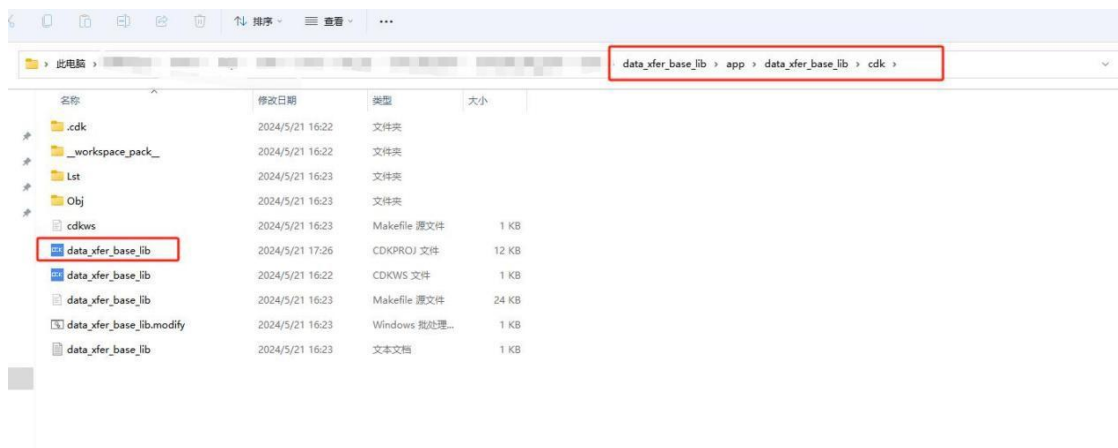 排序 查看 ...
此电脑 > data_xfer_base_lib > app > data_xfer_base_lib > cdk >
名称 修改日期 类型 大小
.cdk 2024/5/21 16:22 文件夹
__workspace_pack__ 2024/5/21 16:22 文件夹
Lst 2024/5/21 16:23 文件夹
Obj 2024/5/21 16:23 文件夹
cdkws 2024/5/21 16:23 Makefile 源文件 1 KB
data_xfer_base_lib 2024/5/21 17:26 CDKPROJ 文件 12 KB
data_xfer_base_lib 2024/5/21 16:22 CDKWS 文件 1 KB
data_xfer_base_lib 2024/5/21 16:23 Makefile 源文件 24 KB
data_xfer_base_lib.modify 2024/5/21 16:23 Windows 批处理... 1 KB
data_xfer_base_lib 2024/5/21 16:23 文本文档 1 KB